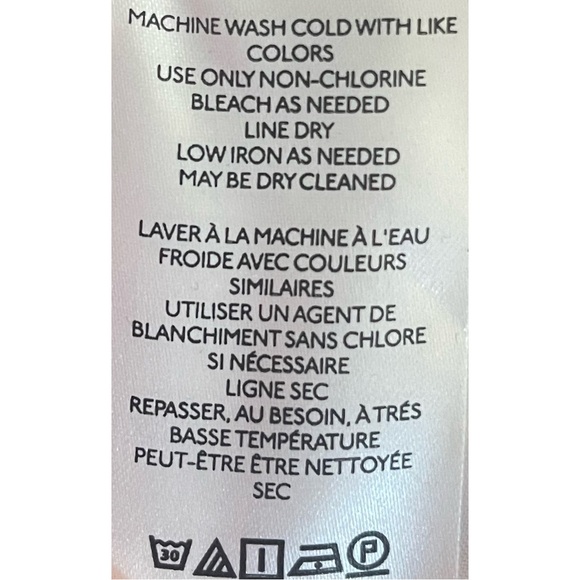 MACHINE WASH COLD WITH LIKE
COLORS
USE ONLY NON-CHLORINE
BLEACH AS NEEDED
LINE DRY
LOW IRON AS NEEDED
MAY BE DRY CLEANED
LAVER À LA MACHINE À L'EAU
FROIDE AVEC COULEURS
SIMILAIRES
UTILISER UN AGENT DE
BLANCHIMENT SANS CHLORE
SI NÉCESSAIRE
LIGNE SEC
REPASSER, AU BESOIN, À TRÉS
BASSE TEMPÉRATURE
PEUT-ÊTRE ÊTRE NETTOYÉE
SEC
30 P